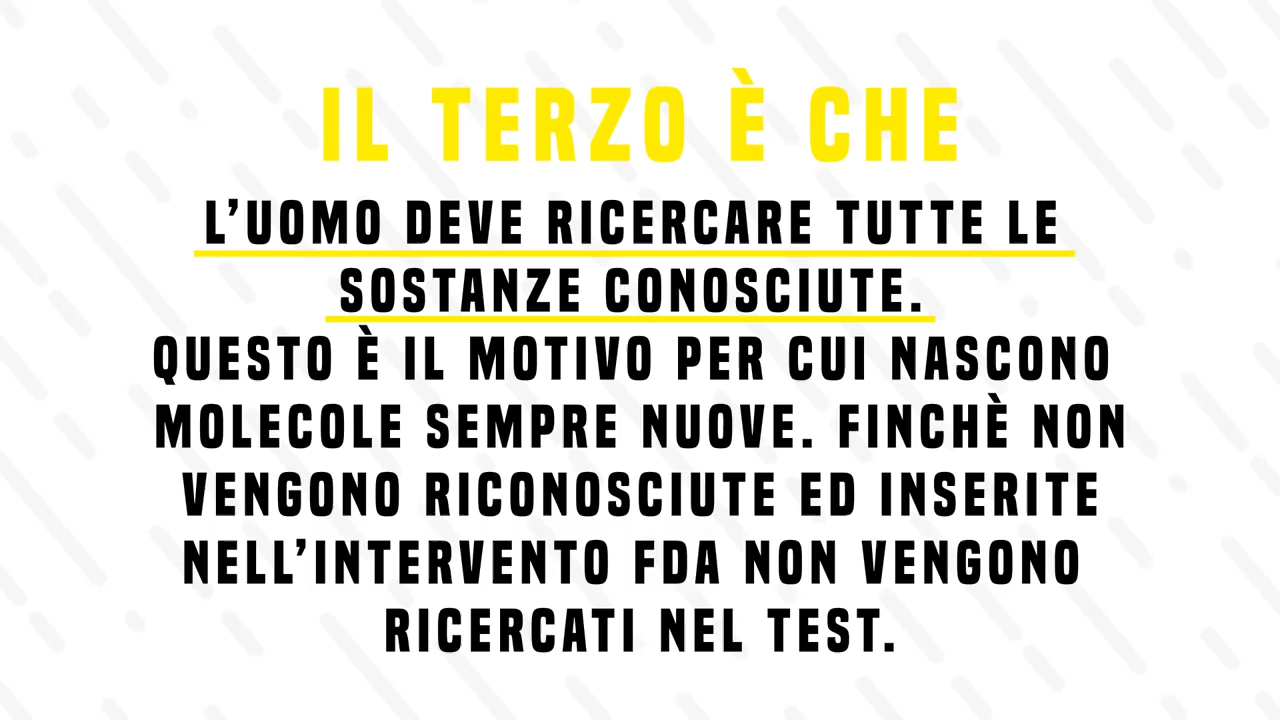 IL TERZO È CHE
L'UOMO DEVE RICERCARE TUTTE LE
SOSTANZE CONOSCIUTE.
QUESTO È IL MOTIVO PER CUI NASCONO
MOLECOLE SEMPRE NUOVE. FINCHÈ NON
VENGONO RICONOSCIUTE ED INSERITE
NELL'INTERVENTO FDA NON VENGONO
RICERCATI NEL TEST.